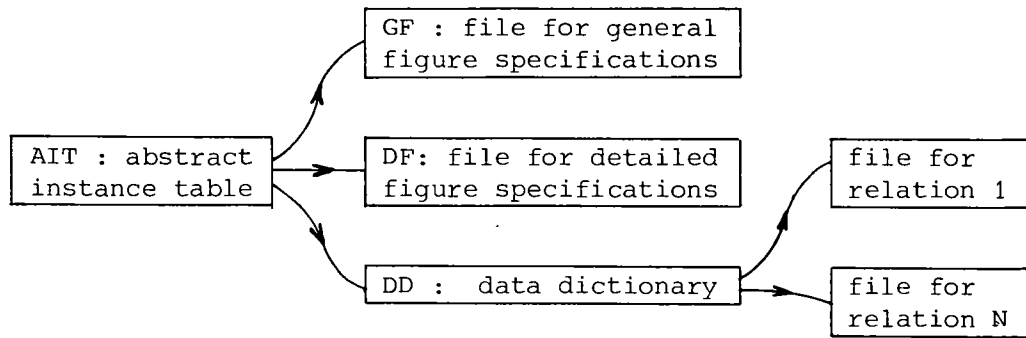 GF : file for general
figure specifications
AIT : abstract
instance table
DF: file for detailed
figure specifications
file for
relation 1
DD : data dictionary
file for
relation N